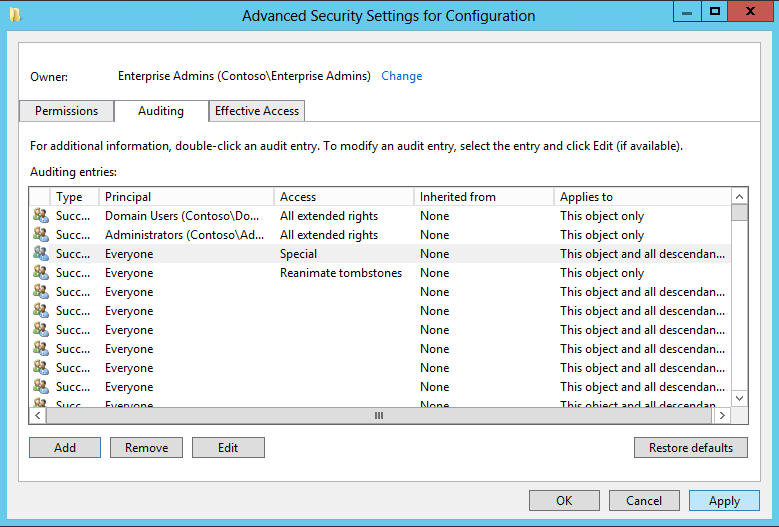 Advanced Security Settings for Configuration
Owner: Enterprise Admins (Contoso\Enterprise Admins) Change
Permissions Auditing Effective Access
For additional information, double-click an audit entry. To modify an audit entry, select the entry and click Edit (if available).
Auditing entries:
Type Principal Access Inherited from Applies to
Succ... Domain Users (Contoso\Do... All extended rights None This object only
Succ... Administrators (Contoso\Ad... All extended rights None This object only
Succ... Everyone Special None This object and all descendan...
Succ... Everyone Reanimate tombstones None This object only
Succ... Everyone None This object and all descendan...
Succ... Everyone None This object and all descendan...
Succ... Everyone None This object and all descendan...
Succ... Everyone None This object and all descendan...
Succ... Everyone None This object and all descendan...
Succ... Everyone None This object and all descendan...
Succ... Everyone None This object and all descendan...
Add Remove Edit Restore defaults
OK Cancel Apply